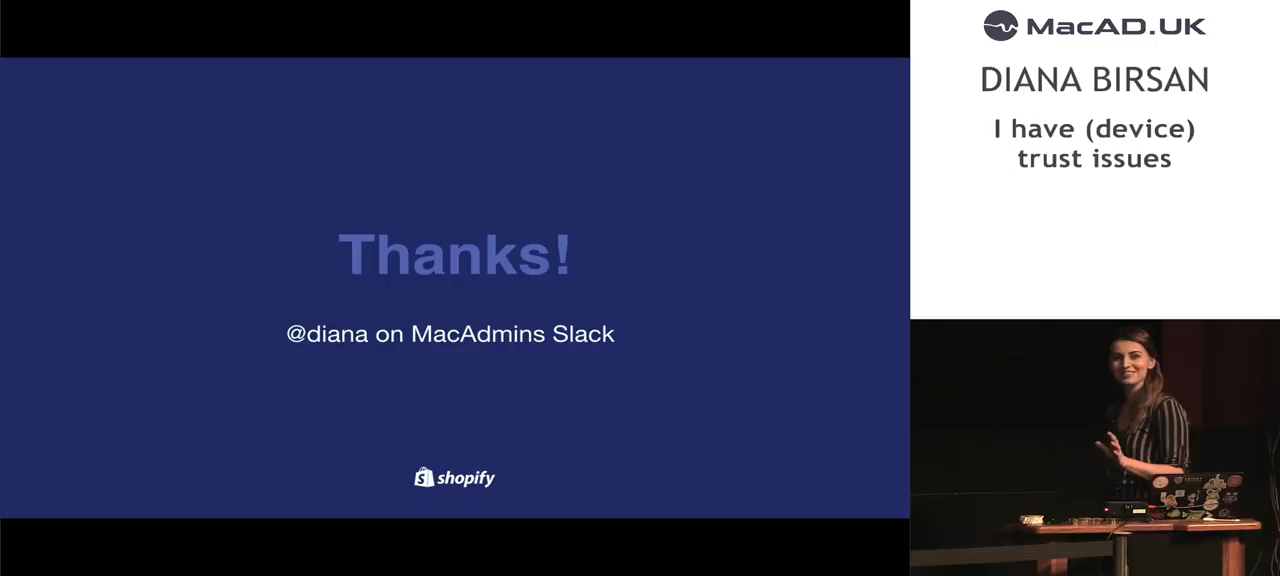 Thanks!
@diana on MacAdmins Slack
shopify
MacAD.UK
DIANA BIRSAN
I have (device)
trust issues